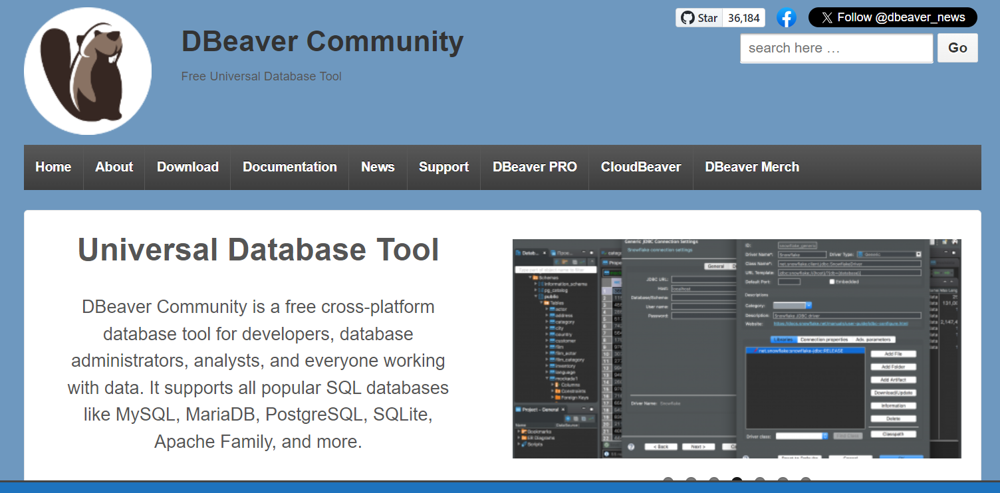 Star 36,184
Follow @dbeaver_news
DBeaver Community
search here …
Go
Free Universal Database Tool
Home About Download Documentation News Support DBeaver PRO CloudBeaver DBeaver Merch
Universal Database Tool
DBeaver Community is a free cross-platform
database tool for developers, database
administrators, analysts, and everyone working
with data. It supports all popular SQL databases
like MySQL, MariaDB, PostgreSQL, SQLite,
Apache Family, and more.
Generic JDBC Connection Settings
Snowflake connection settings
General
JDBC URL:
Host: localhost
Database/Schema:
User name:
Password:
Driver Name: Snowflake
< Back Next >
ID: snowflake_generic
Driver Name*: Snowflake Driver Type: Generic
Class Name*: net.snowflake.client.jdbc.SnowflakeDriver
URL Template:
Default Port: Embedded
Description:
Category:
Description: Snowflake JDBC driver
Website:
Libraries Connection properties Adv. parameters
net.snowflake:snowflake-jdbc:RELEASE
Add File
Add Folder
Add Artifact
Download/Update
Information
Delete
Classpath
Driver class: Find Class
Schemas
information_schema
pg_catalog
public
Tables
actor
address
category
city
country
customer
film
film_actor
film_category
inventory
language
Columns
Constraints
Foreign Keys
Project - General
Name DataSource
Bookmarks
ER Diagrams
Scripts